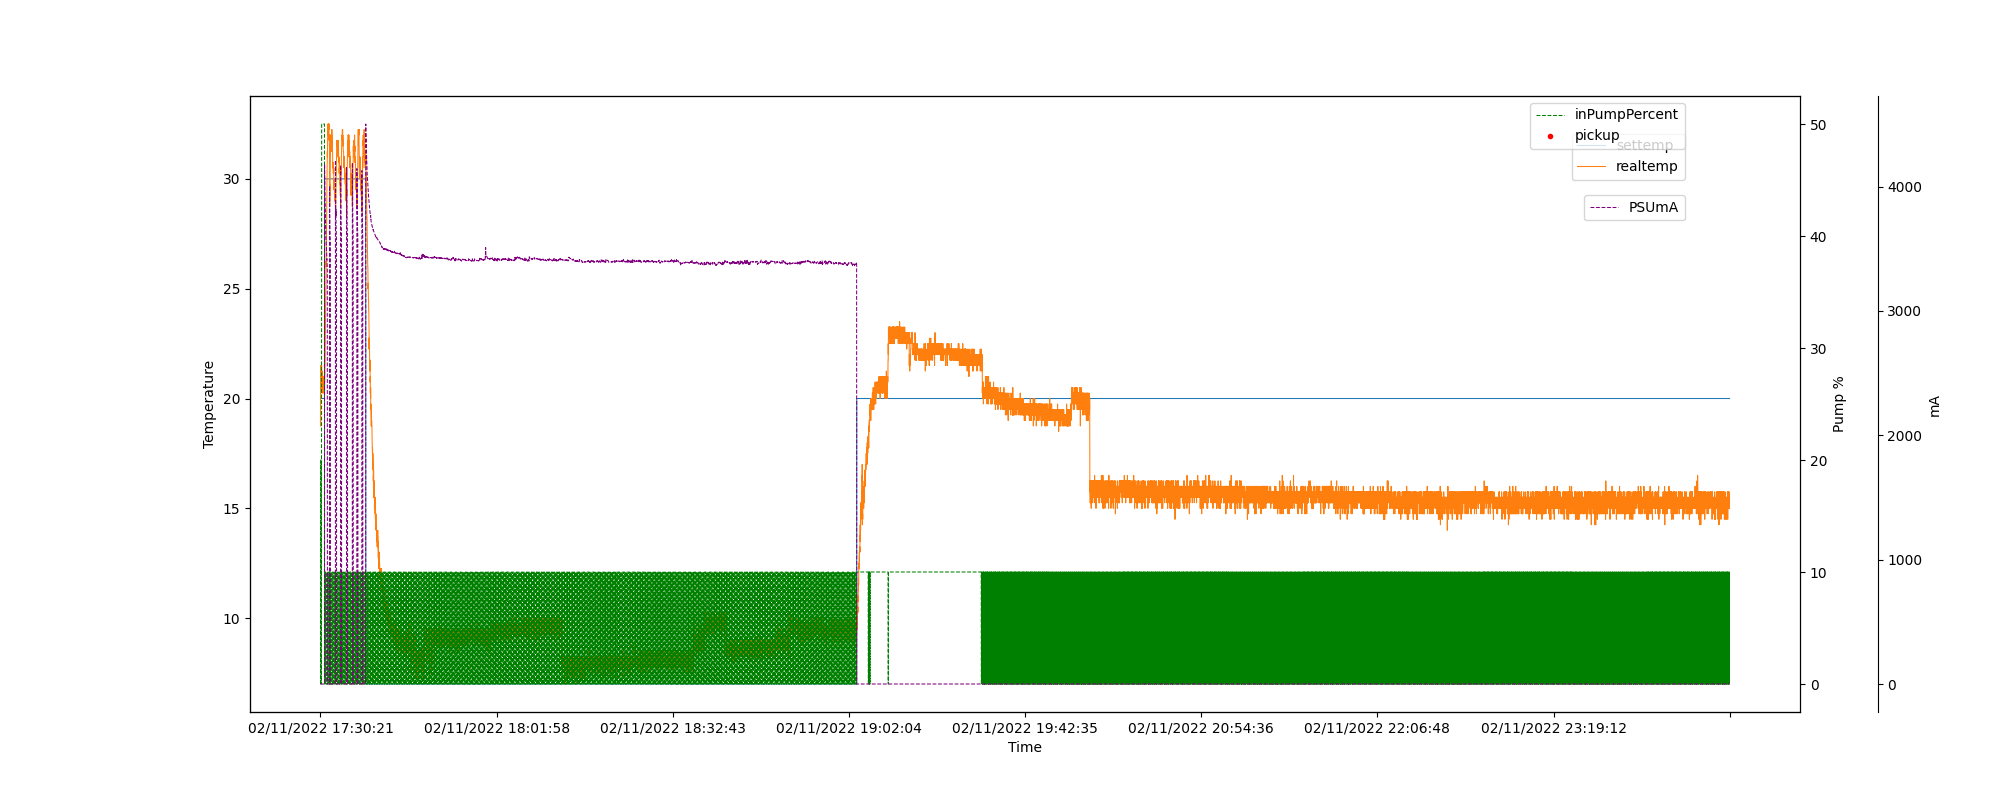 inPumpPercent
pickup
settemp
realtemp
PSUmA
Temperature
30
25
20
15
10
50
40
30
20
10
0
Pump %
4000
3000
2000
1000
0
mA
02/11/2022 17:30:21
02/11/2022 18:01:58
02/11/2022 18:32:43
02/11/2022 19:02:04
02/11/2022 19:42:35
02/11/2022 20:54:36
02/11/2022 22:06:48
02/11/2022 23:19:12
Time